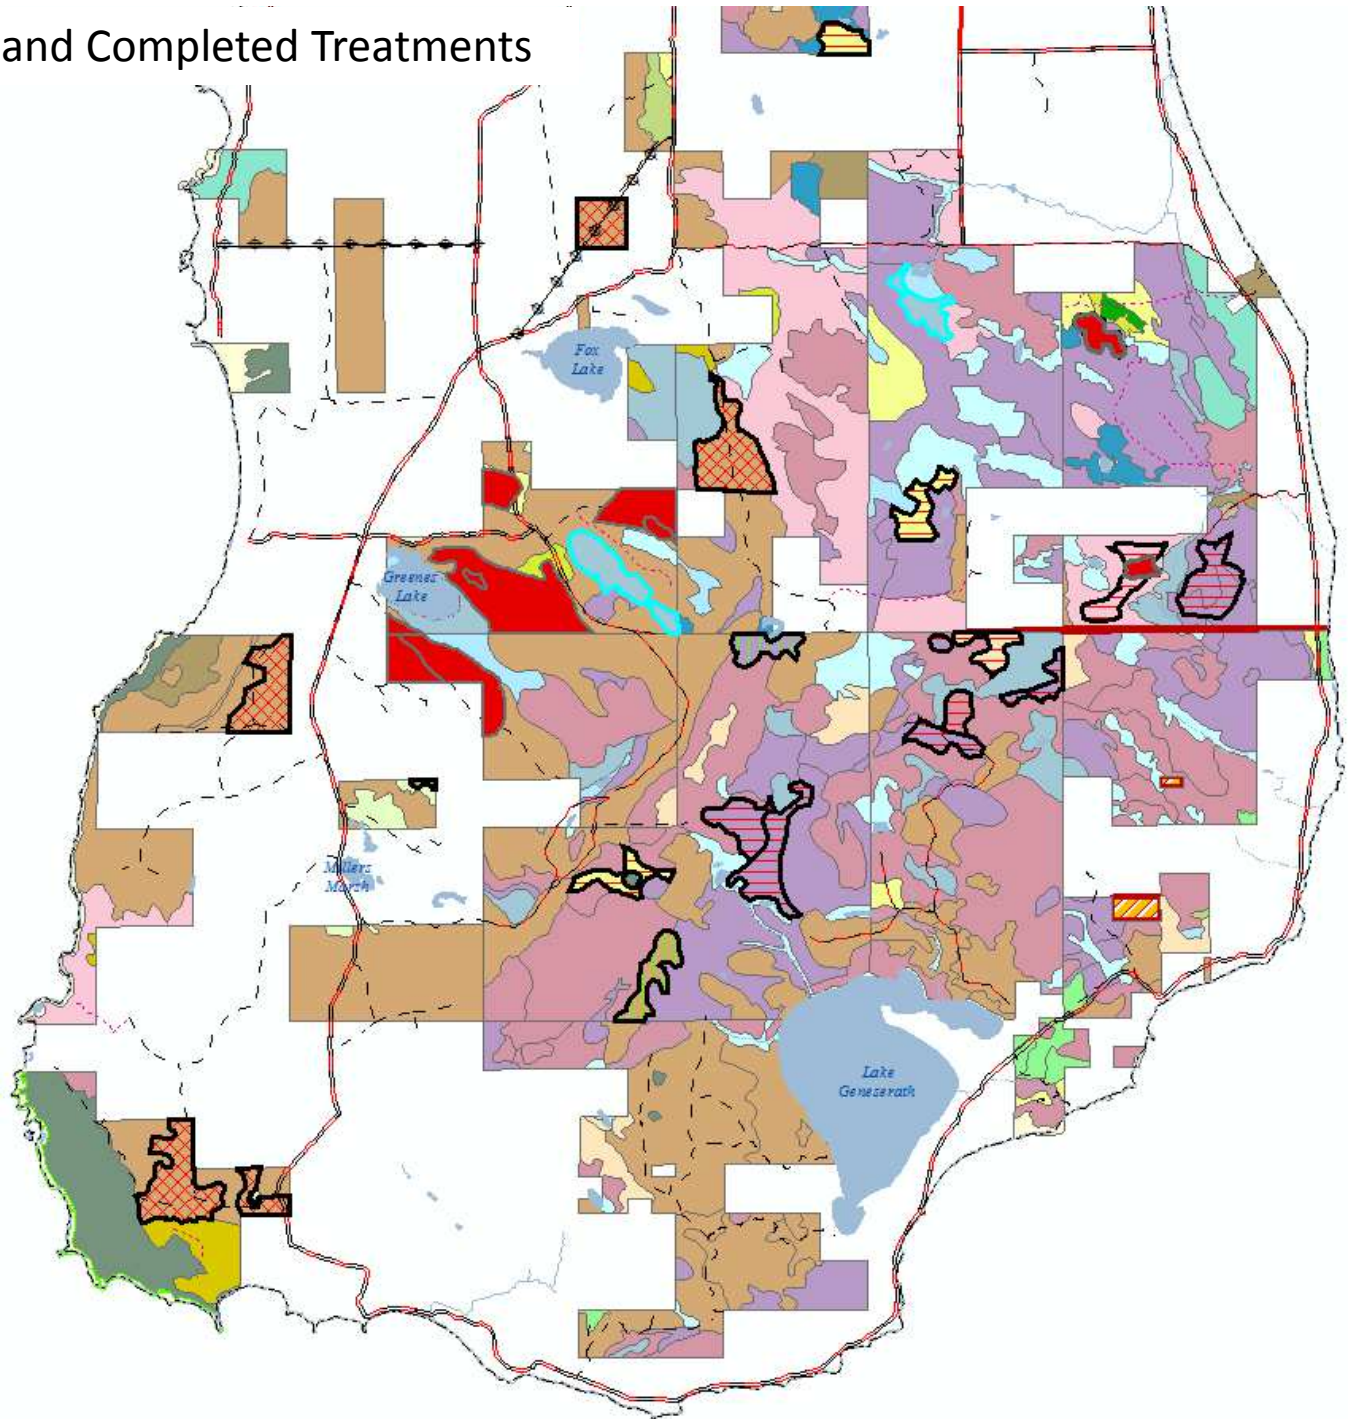 and Completed Treatments
Fox
Lake
Greenes
Lake
Millers
Marsh
Lake
Geneserath